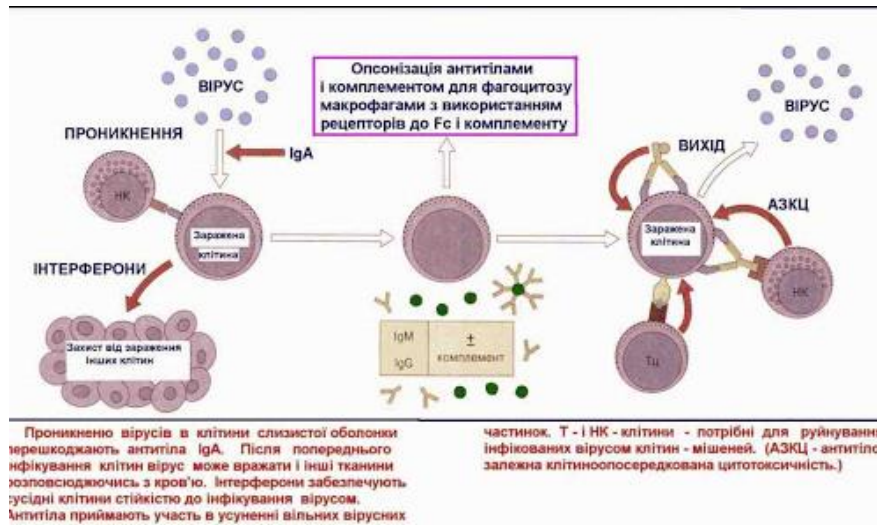 ВІРУС
Опсонізація антитілами
і комплементом для фагоцитозу
макрофагами з використанням
рецепторів до Fc і комплементу
ВІРУС
ПРОНИКНЕННЯ
IgA
ВИХІД
НК
АЗКЦ
Заражена
клітина
Заражена
клітина
ІНТЕРФЕРОНИ
НК
Захист від зараження
інших клітин
IgM
IgG
±
комплемент
Тц
Проникненю вірусів в клітини слизистої оболонки
перешкоджають антитіла IgA. Після попереднього
інфікування клітин вірус може вражати і інші тканини
розповсюджуючись з кров'ю. Інтерферони забезпечують
сусідні клітини стійкістю до інфікування вірусом.
Антитіла приймають участь в усуненні вільних вірусних
частинок. Т - і НК - клітини - потрібні для руйнуванн
інфікованих вірусом клітин - мішеней. (АЗКЦ - антитіло
залежна клітиноопосередкована цитотоксичність.)